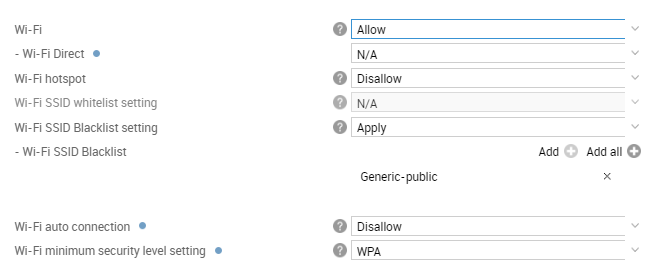 Wi-Fi ? Allow
- Wi-Fi Direct N/A
Wi-Fi hotspot ? Disallow
Wi-Fi SSID whitelist setting ? N/A
Wi-Fi SSID Blacklist setting ? Apply
- Wi-Fi SSID Blacklist Add Add all
Generic-public
Wi-Fi auto connection ? Disallow
Wi-Fi minimum security level setting ? WPA